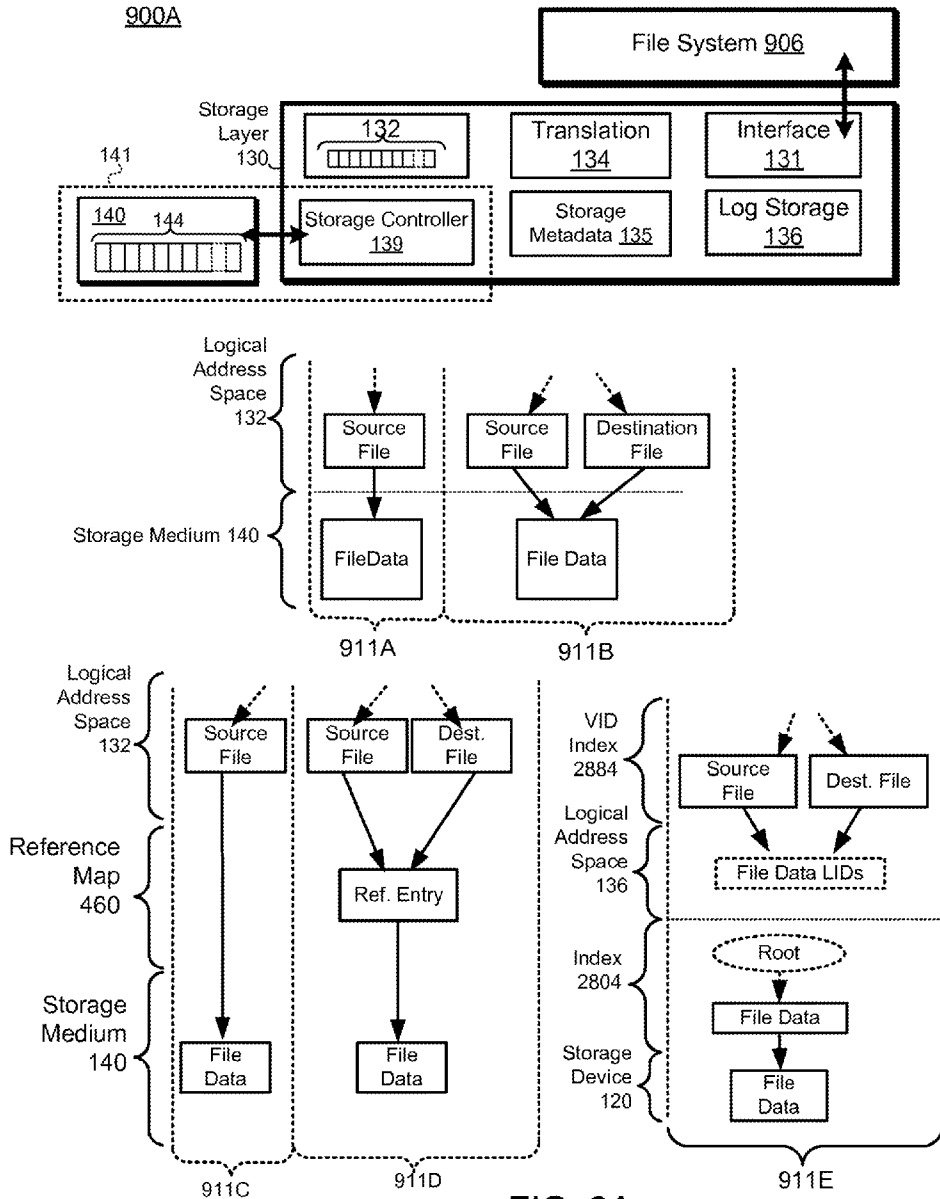 900A
File System 906
Storage
Layer
130
132
Translation
134
Interface
131
141
140
144
Storage Controller
139
Storage
Metadata 135
Log Storage
136
Logical
Address
Space
132
Source
File
Source
File
Destination
File
Storage Medium 140
FileData
File Data
911A
911B
Logical
Address
Space
132
Source
File
Source
File
Dest.
File
Reference
Map
460
Ref. Entry
Storage
Medium
140
File
Data
File
Data
911C
911D
VID
Index
2884
Source
File
Dest. File
Logical
Address
Space
136
File Data LIDs
Index
2804
Root
File Data
Storage
Device
120
File
Data
911E